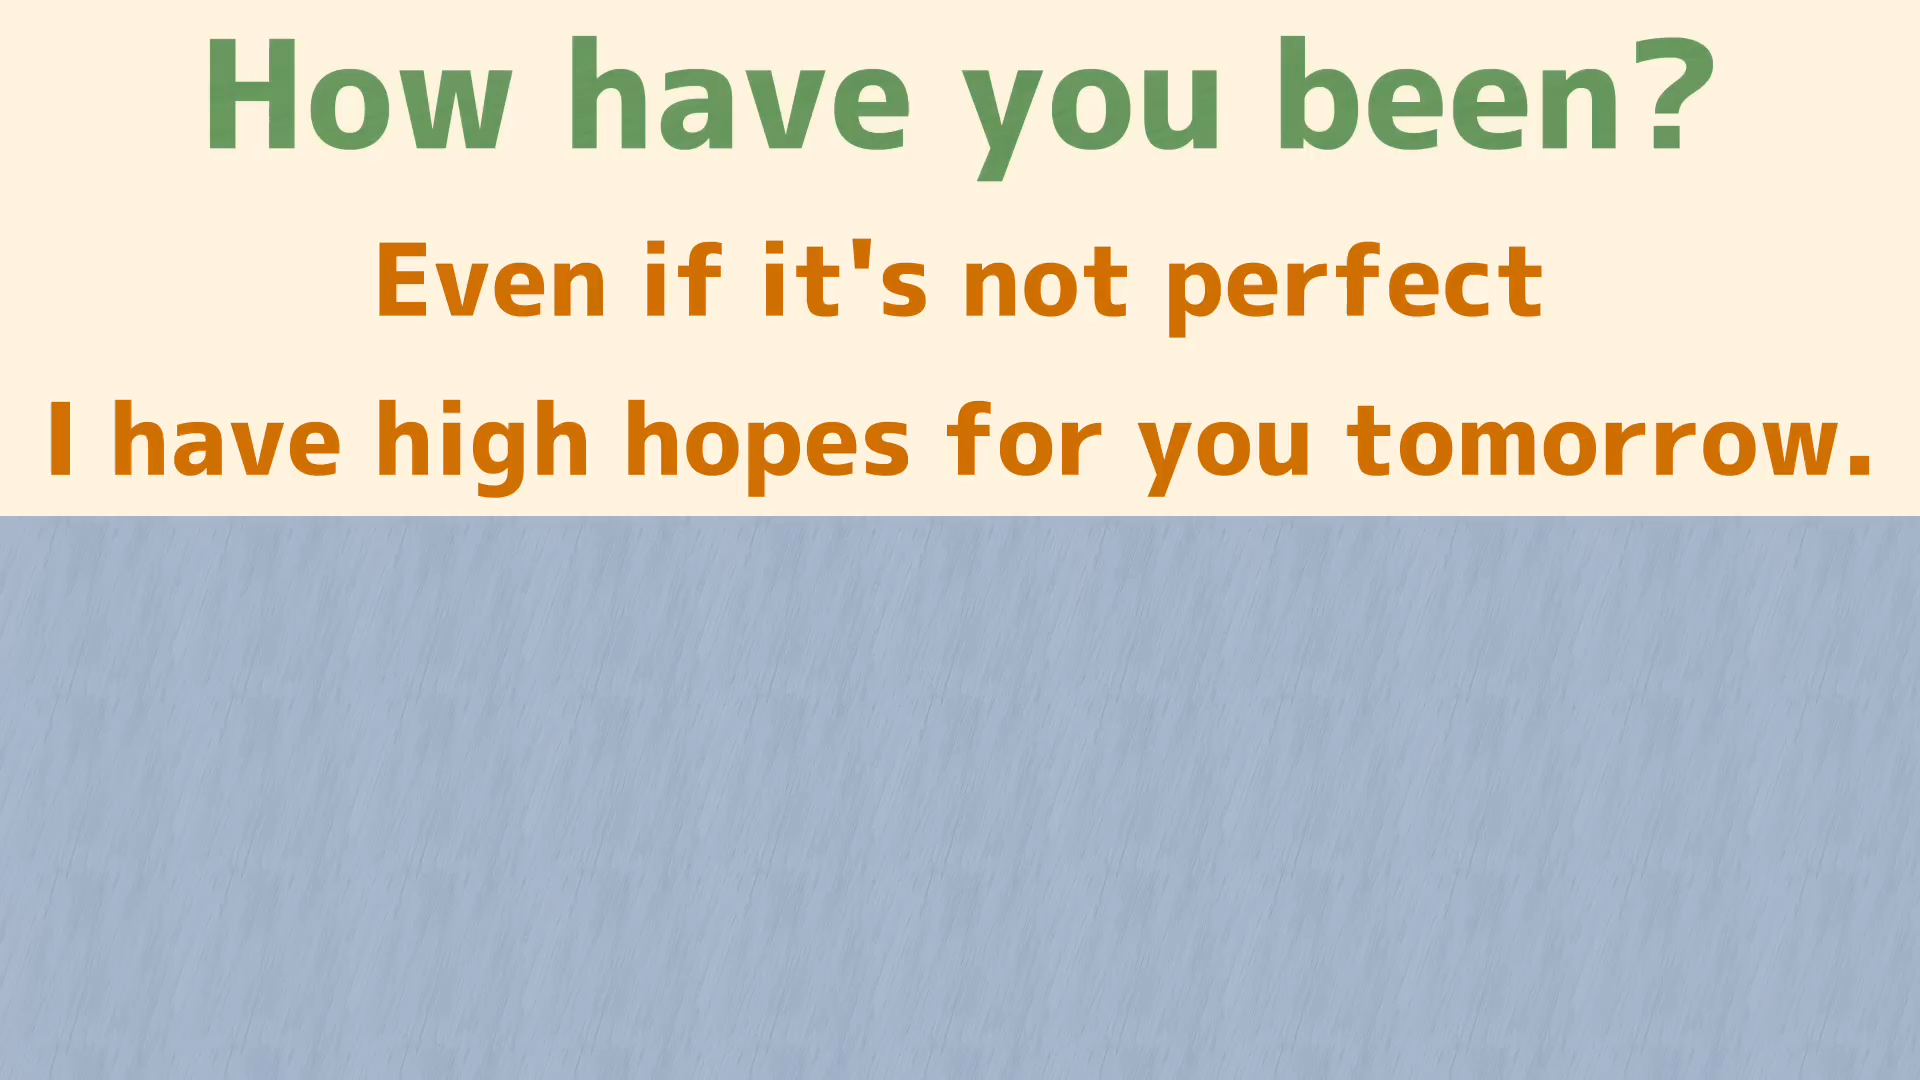 How have you been?
Even if it's not perfect
I have high hopes for you tomorrow.